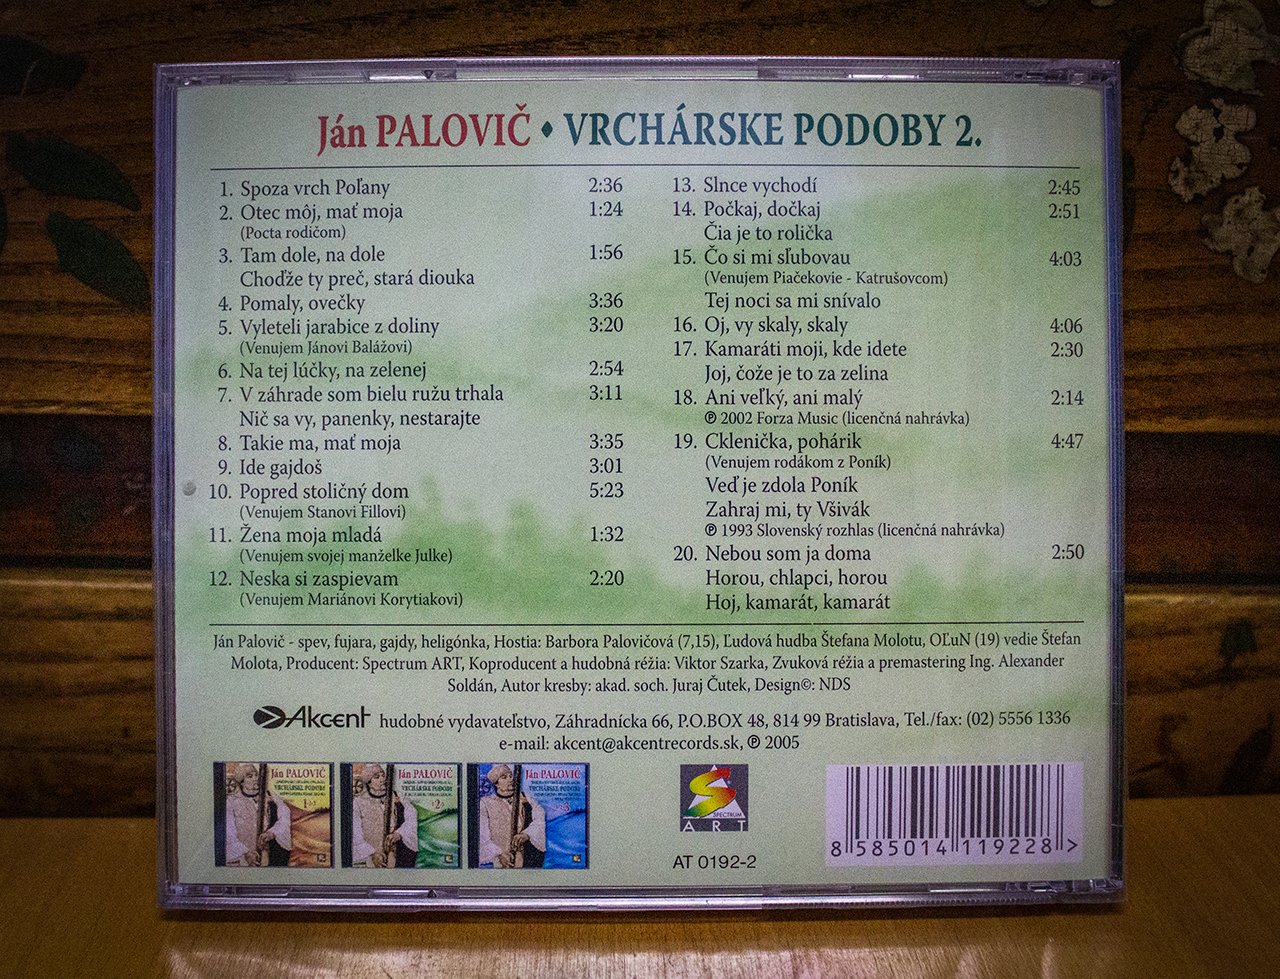 Ján PALOVIČ ♦ VRCHÁRSKE PODOBY 2.
1. Spoza vrch Poľany 2:36
2. Otec môj, mať moja 1:24
(Pocta rodičom)
3. Tam dole, na dole 1:56
Choďže ty preč, stará diouka
4. Pomaly, ovečky 3:36
5. Vyleteli jarabice z doliny 3:20
(Venujem Jánovi Balážovi)
6. Na tej lúčky, na zelenej 2:54
7. V záhrade som bielu ružu trhala 3:11
Nič sa vy, panenky, nestarajte
8. Takie ma, mať moja 3:35
9. Ide gajdoš 3:01
10. Popred stoličný dom 5:23
(Venujem Stanovi Fillovi)
11. Žena moja mladá 1:32
(Venujem svojej manželke Julke)
12. Neska si zaspievam 2:20
(Venujem Mariánovi Korytiakovi)
13. Slnce vychodí 2:45
14. Počkaj, dočkaj 2:51
Čia je to rolička
15. Čo si mi sľubovau 4:03
(Venujem Piačekovie - Katrušovcom)
Tej noci sa mi snívalo
16. Oj, vy skaly, skaly 4:06
17. Kamaráti moji, kde idete 2:30
Joj, čože je to za zelina
18. Ani veľký, ani malý 2:14
℗ 2002 Forza Music (licenčná nahrávka)
19. Cklenička, pohárik 4:47
(Venujem rodákom z Poník)
Veď je zdola Poník
Zahraj mi, ty Všivák
℗ 1993 Slovenský rozhlas (licenčná nahrávka)
20. Nebou som ja doma 2:50
Horou, chlapci, horou
Hoj, kamarát, kamarát
Ján Palovič - spev, fujara, gajdy, heligónka, Hostia: Barbora Palovičová (7,15), Ľudová hudba Štefana Molotu, OĽuN (19) vedie Štefan
Molota, Producent: Spectrum ART, Koproducent a hudobná réžia: Viktor Szarka, Zvuková réžia a premastering Ing. Alexander
Soldán, Autor kresby: akad. soch. Juraj Čutek, Design©: NDS
Akcent hudobné vydavateľstvo, Záhradnícka 66, P.O.BOX 48, 814 99 Bratislava, Tel./fax: (02) 5556 1336
e-mail: akcent@akcentrecords.sk, ℗ 2005
Ján PALOVIČ
VRCHÁRSKE PODOBY
1
Ján PALOVIČ
VRCHÁRSKE PODOBY
2
Ján PALOVIČ
VRCHÁRSKE PODOBY
3
SPECTRUM
ART
AT 0192-2
8 585014 119228 >